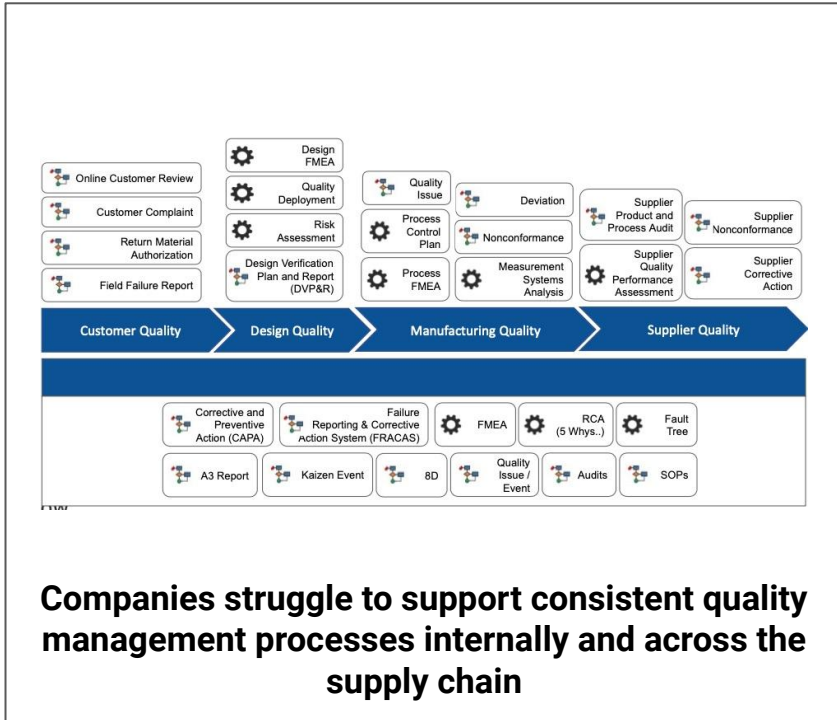 Online Customer Review
Customer Complaint
Return Material
Authorization
Field Failure Report
Design
FMEA
Quality
Deployment
Risk
Assessment
Design Verification
Plan and Report
(DVP&R)
Quality
Issue
Process
Control
Plan
Process
FMEA
Deviation
Nonconformance
Measurement
Systems
Analysis
Supplier
Product and
Process Audit
Supplier
Quality
Performance
Assessment
Supplier
Nonconformance
Supplier
Corrective
Action
Customer Quality
Design Quality
Manufacturing Quality
Supplier Quality
Corrective and
Preventive
Action (CAPA)
Failure
Reporting & Corrective
Action System (FRACAS)
FMEA
RCA
(5 Whys..)
Fault
Tree
A3 Report
Kaizen Event
8D
Quality
Issue /
Event
Audits
SOPs
Companies struggle to support consistent quality
management processes internally and across the
supply chain